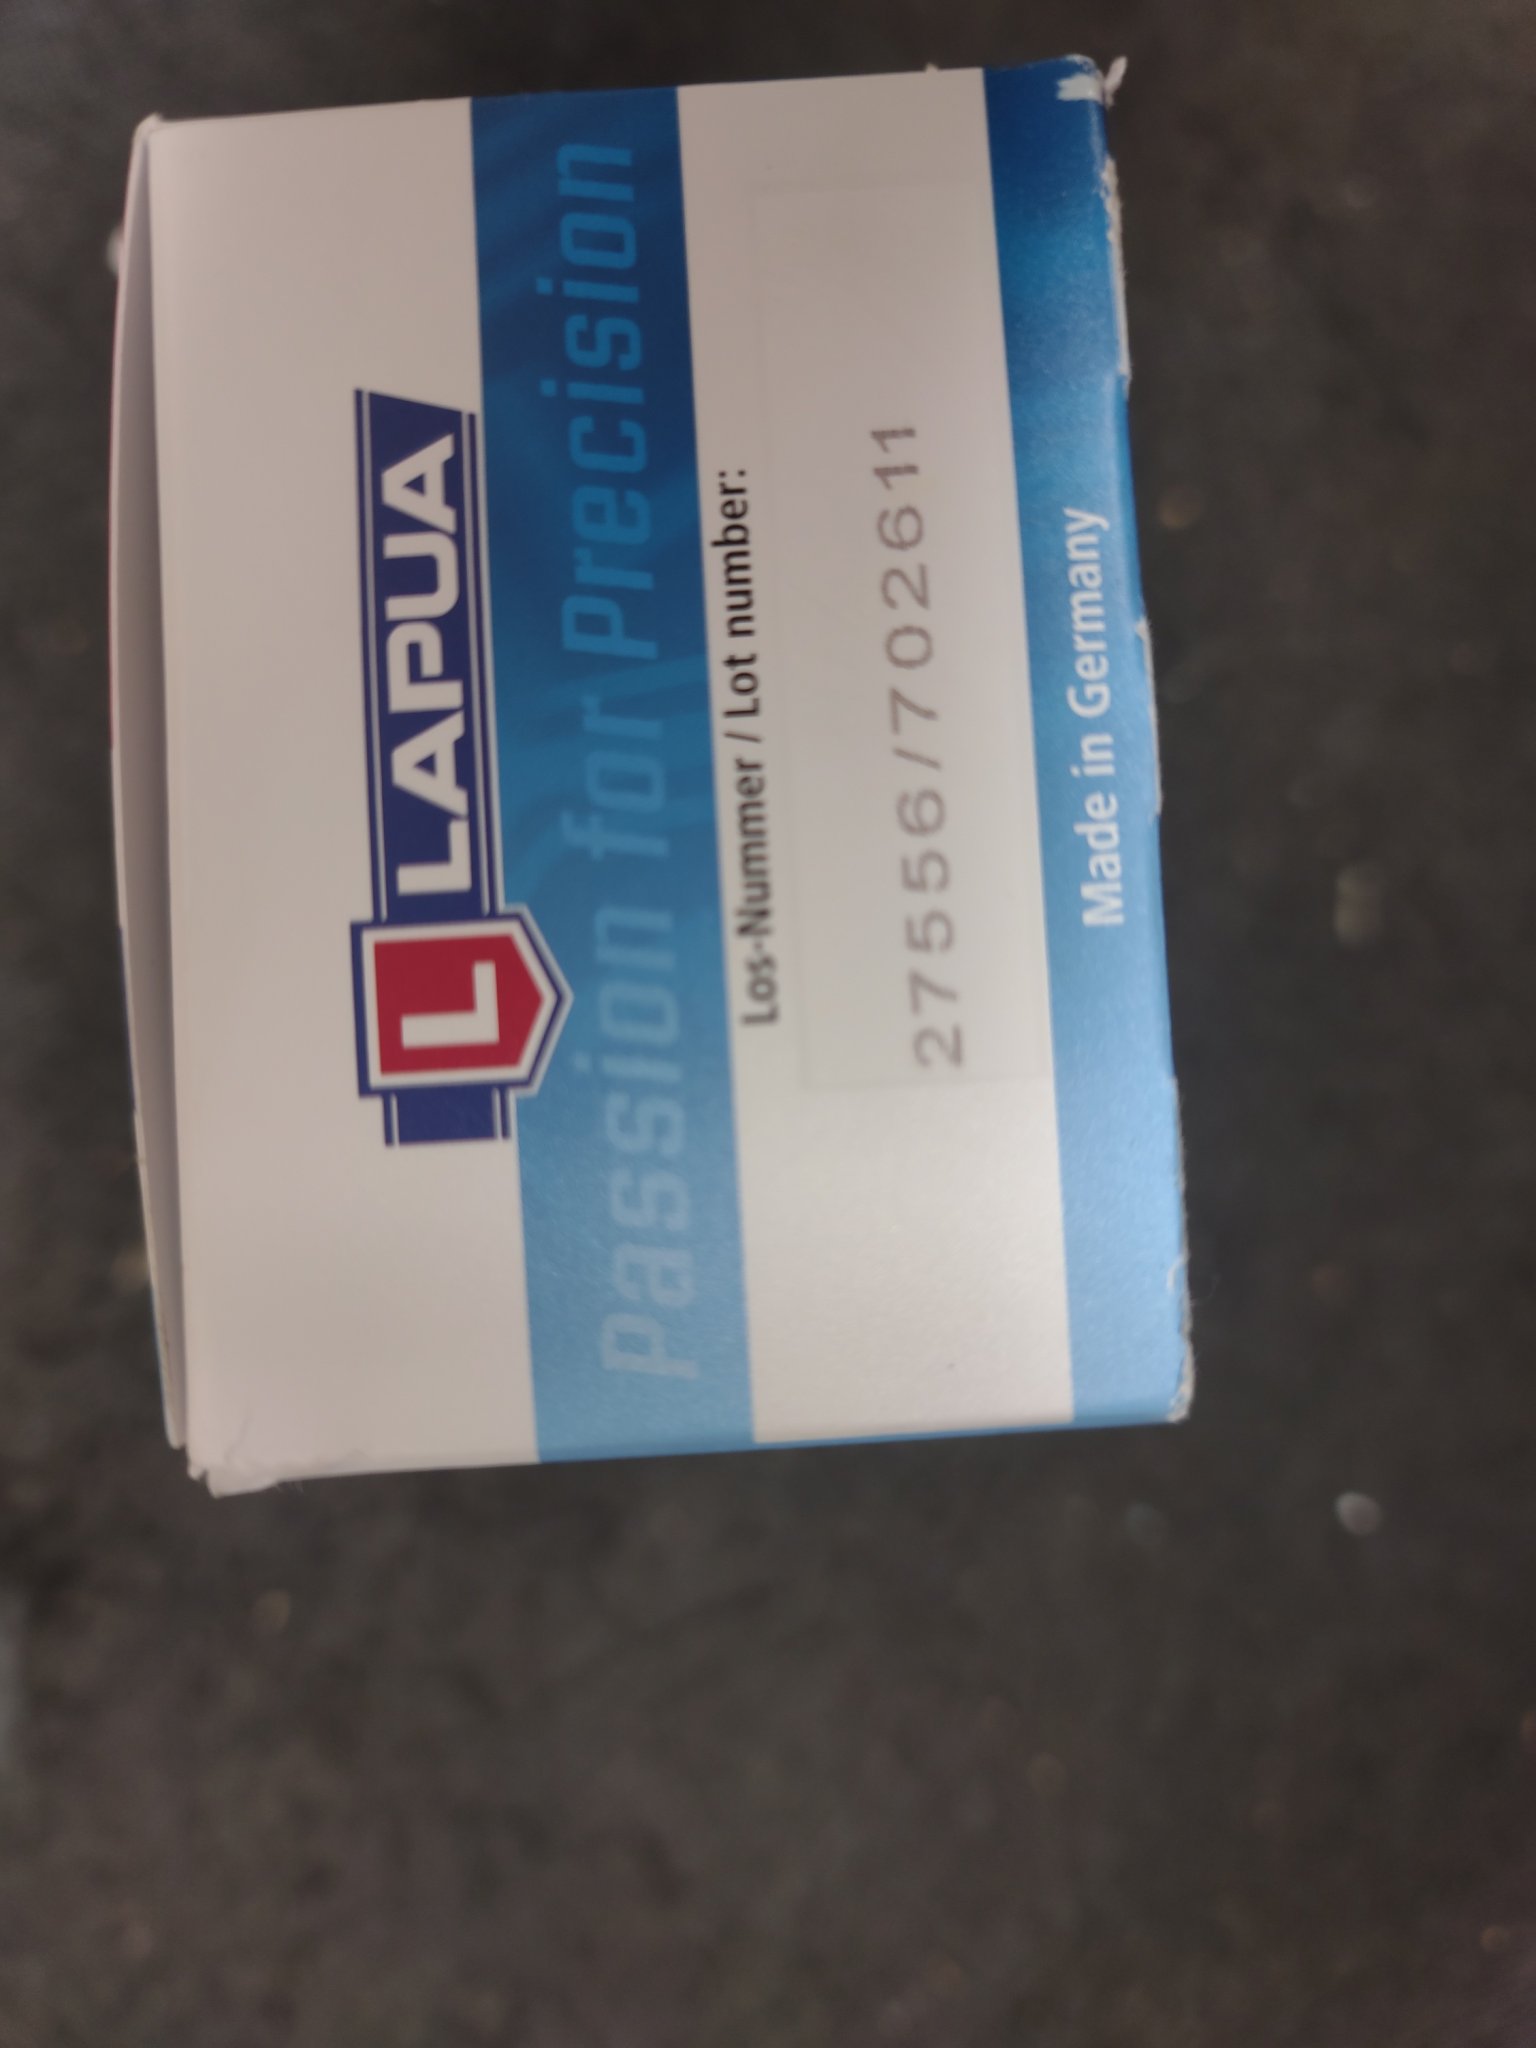 L LAPUA
Passion for Precision
Los-Nummer / Lot number:
27556/702611
Made in Germany